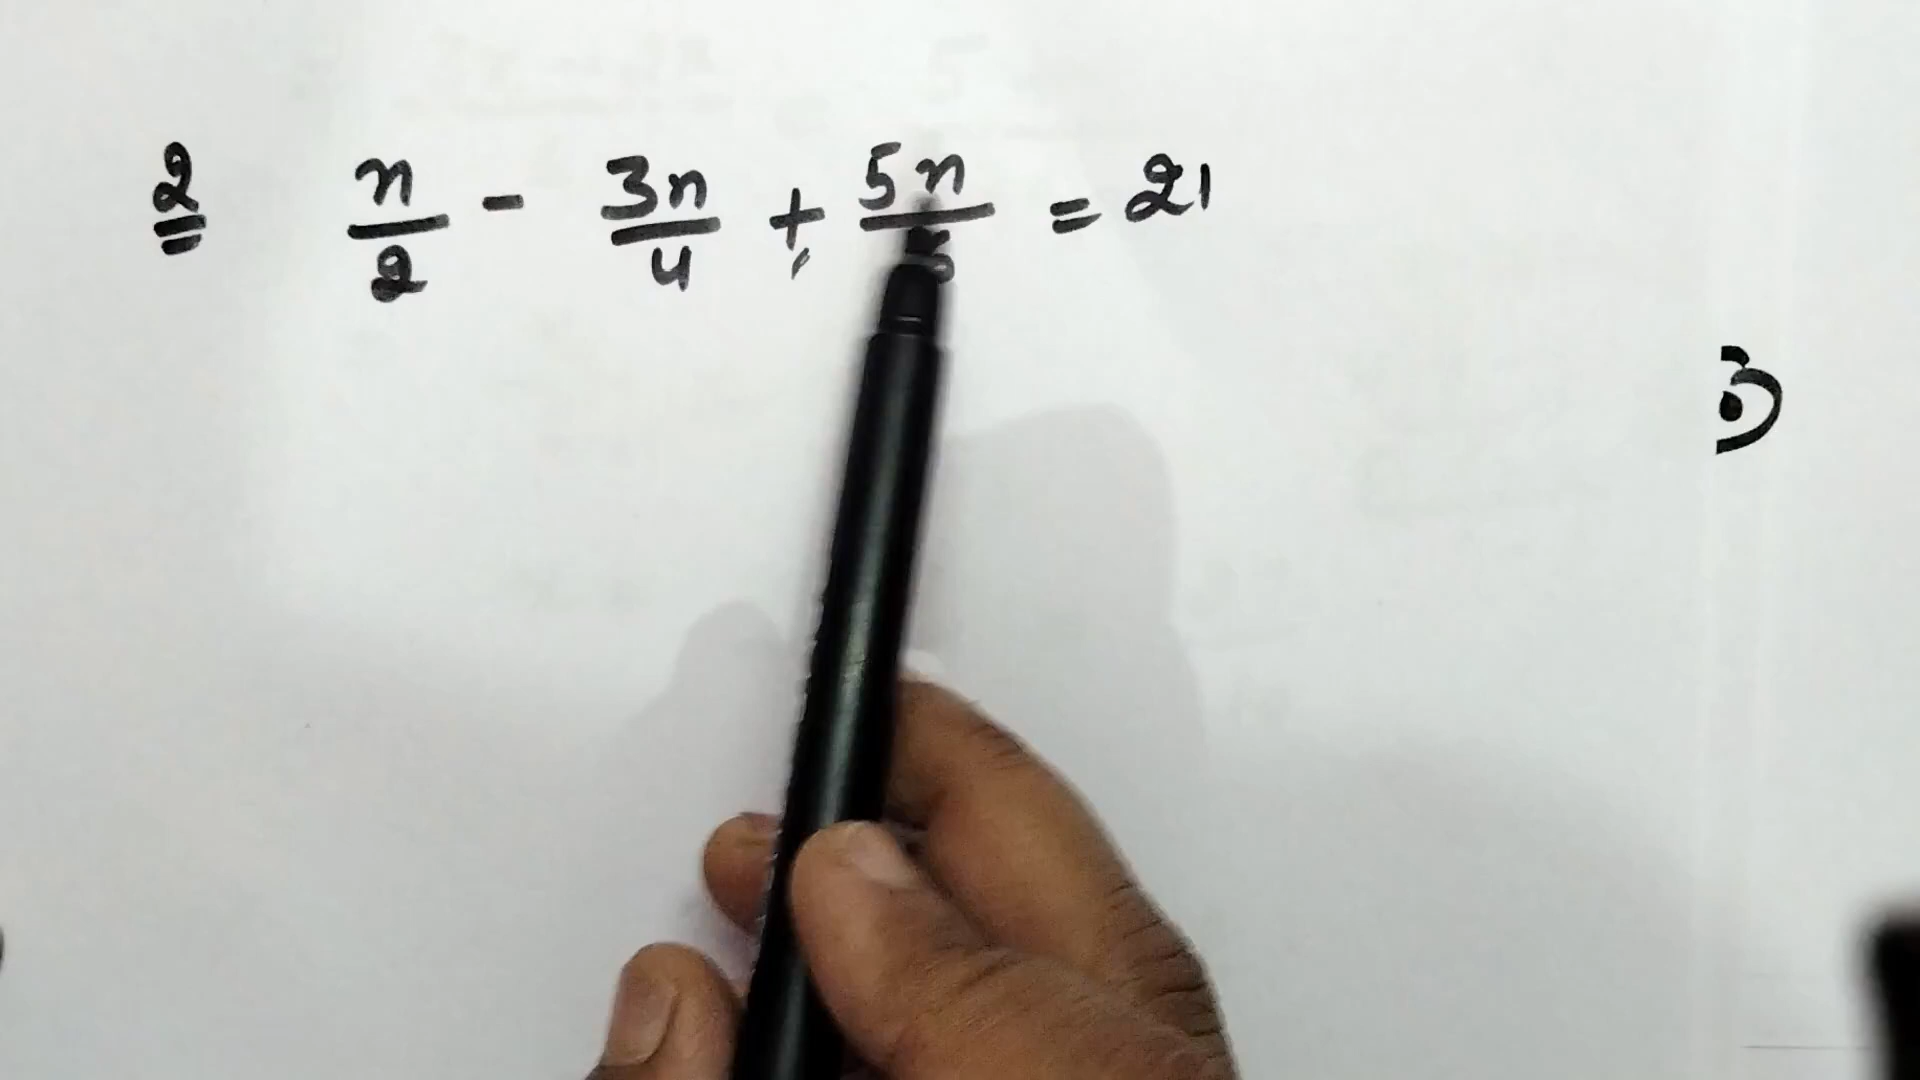 2 n/2 - 3n/4 + 5n/ = 21